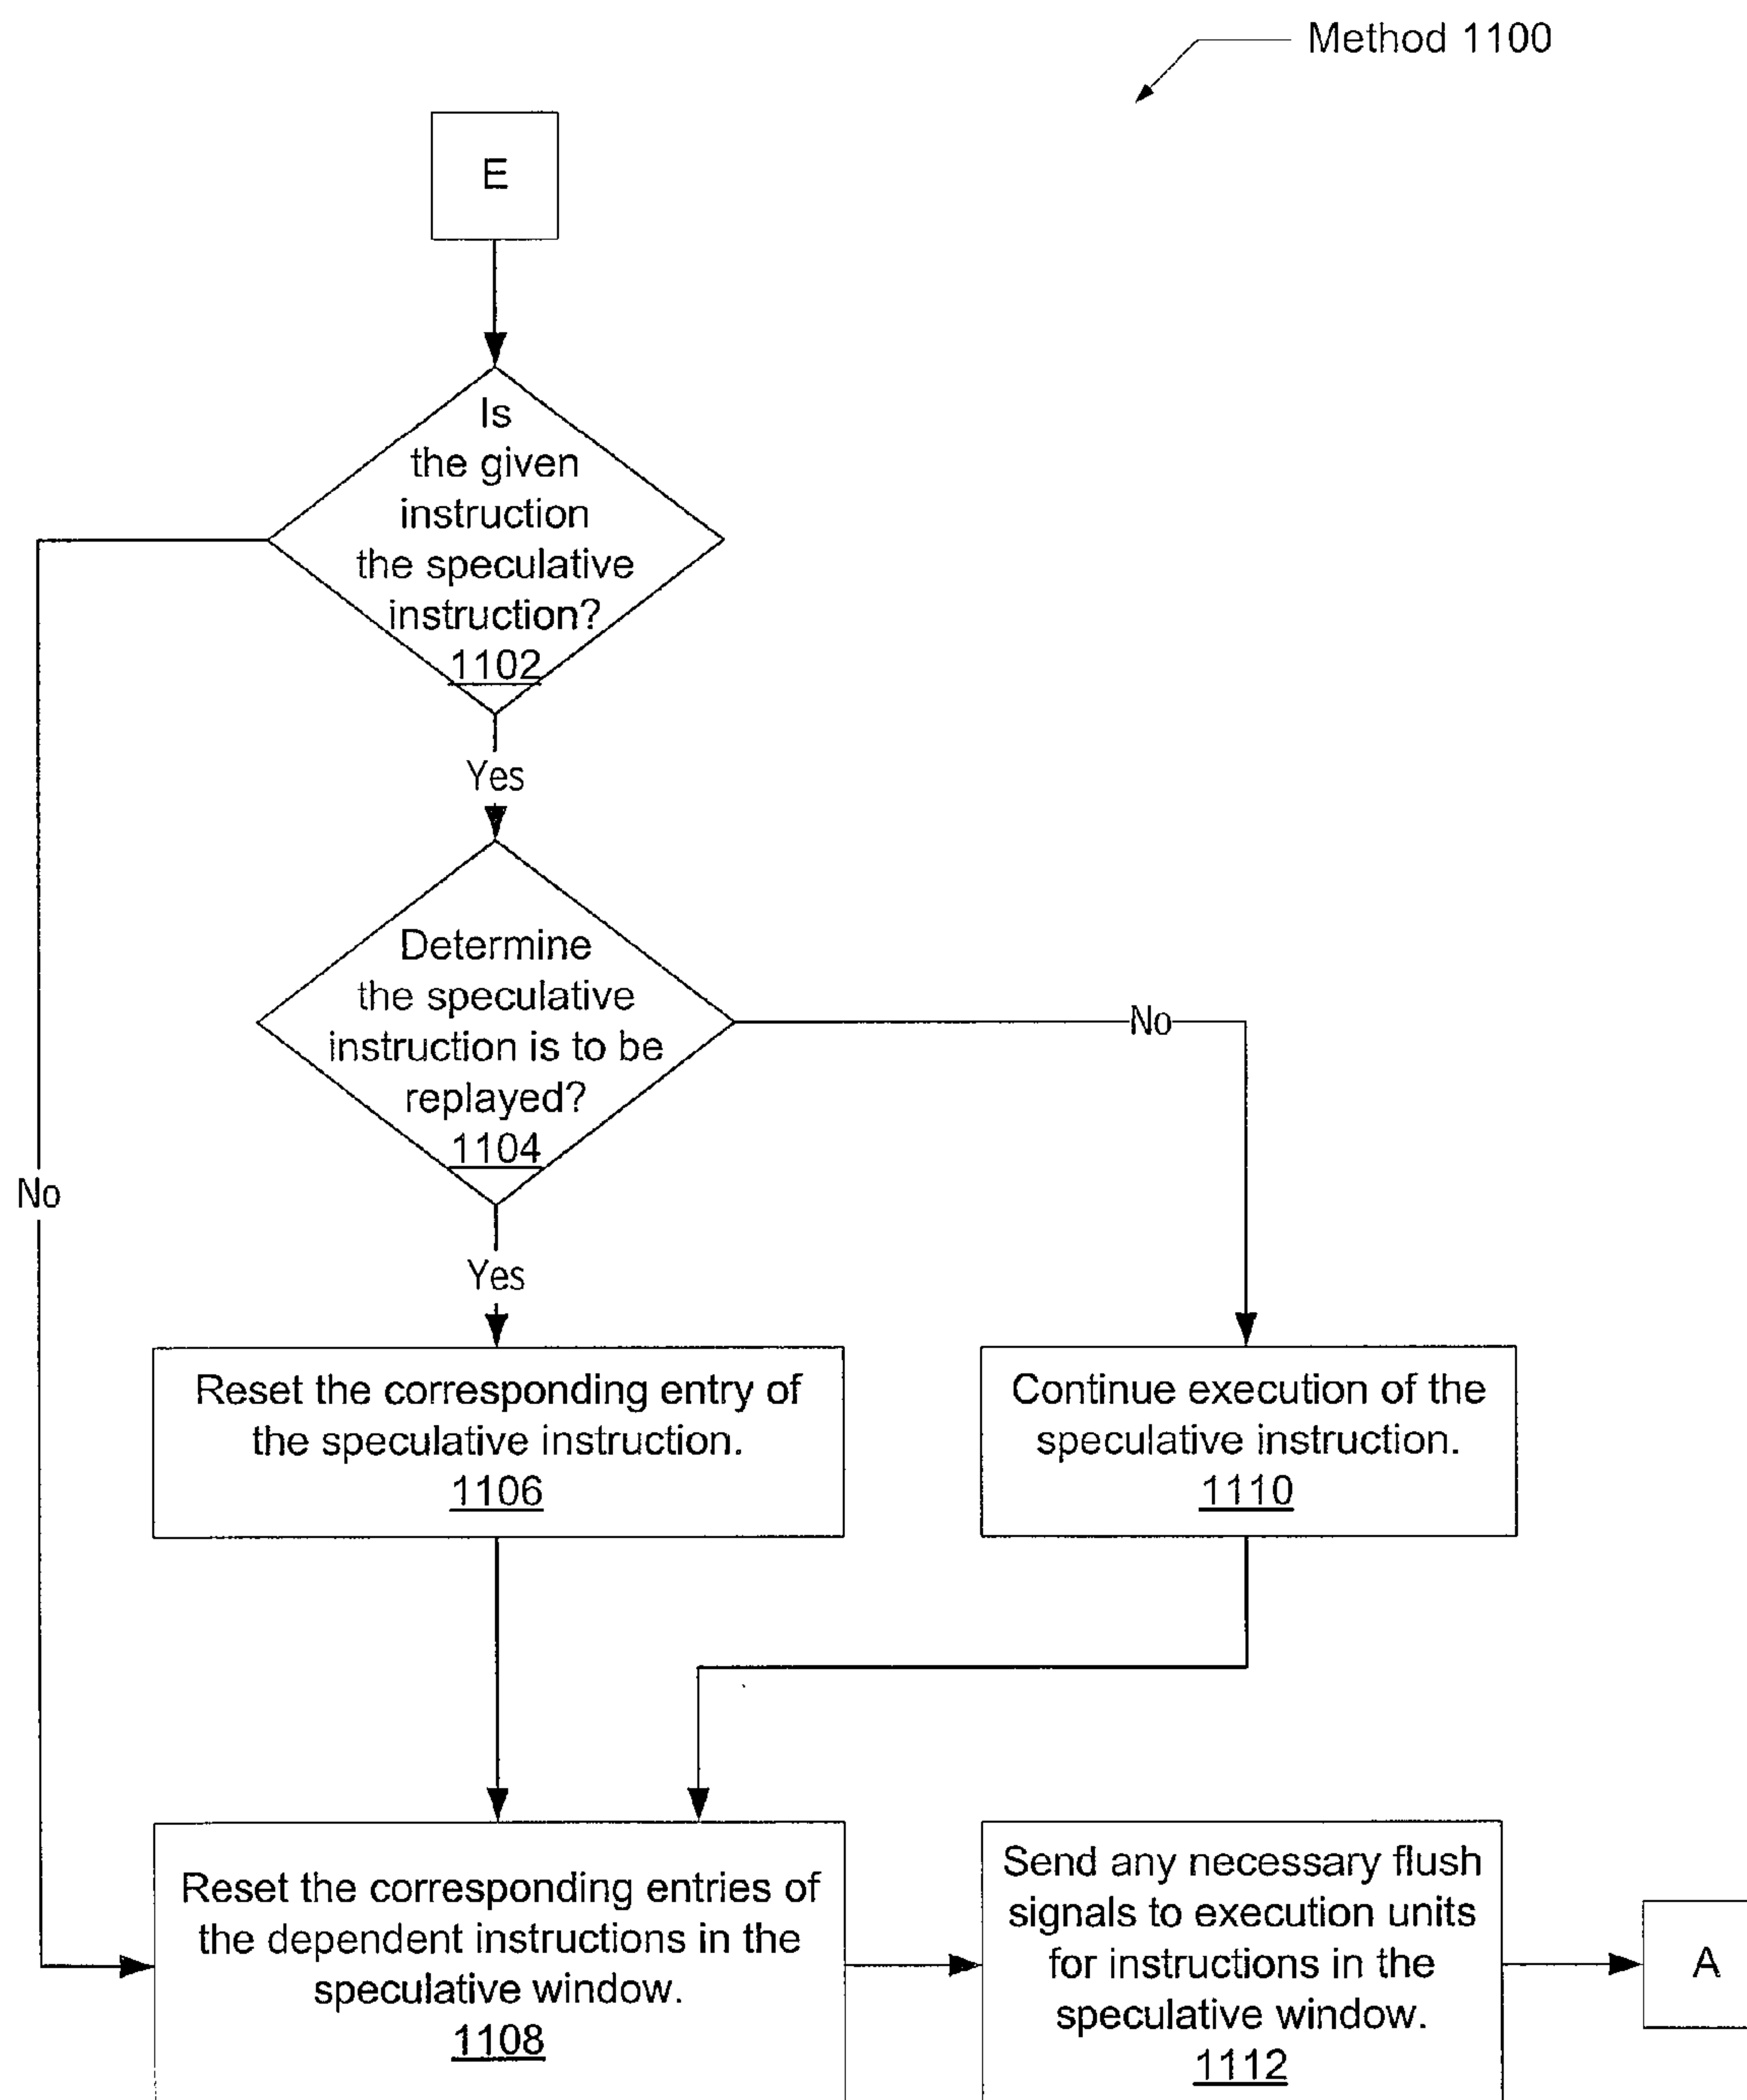 Method 1100
E
Is
the given
instruction
the speculative
instruction?
1102
Yes
Determine
the speculative
instruction is to be
replayed?
1104
No
No
Yes
Reset the corresponding entry of
the speculative instruction.
1106
Continue execution of the
speculative instruction.
1110
Reset the corresponding entries of
the dependent instructions in the
speculative window.
1108
Send any necessary flush
signals to execution units
for instructions in the
speculative window.
1112
A